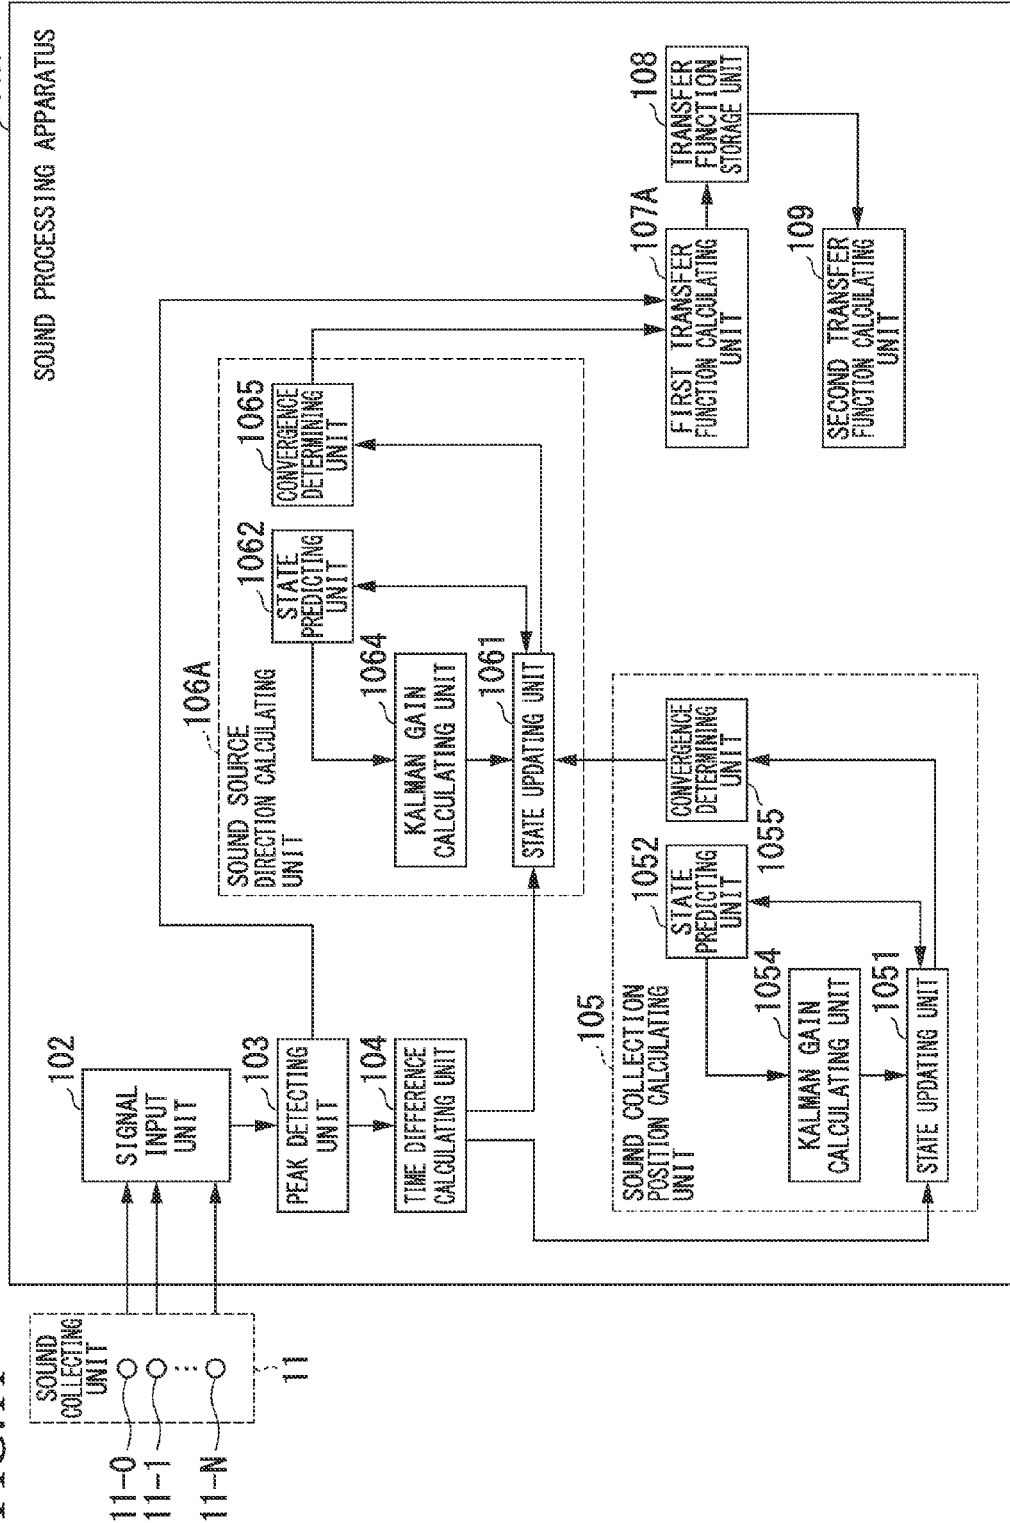 SOUND PROCESSING APPARATUS
SOUND
COLLECTING
UNIT
11-0
11-1
11-N
11
102
SIGNAL
INPUT
UNIT
103
PEAK DETECTING
UNIT
104
TIME DIFFERENCE
CALCULATING UNIT
106A
SOUND SOURCE
DIRECTION CALCULATING
UNIT
1062
STATE
PREDICTING
UNIT
1065
CONVERGENCE
DETERMINING
UNIT
1064
KALMAN GAIN
CALCULATING UNIT
1061
STATE UPDATING UNIT
105
SOUND COLLECTION
POSITION CALCULATING
UNIT
1052
STATE
PREDICTING
UNIT
CONVERGENCE
DETERMINING
UNIT
1055
1054
KALMAN GAIN
CALCULATING UNIT
1051
STATE UPDATING UNIT
107A
FIRST TRANSFER
FUNCTION CALCULATING
UNIT
108
TRANSFER
FUNCTION
STORAGE UNIT
109
SECOND TRANSFER
FUNCTION CALCULATING
UNIT